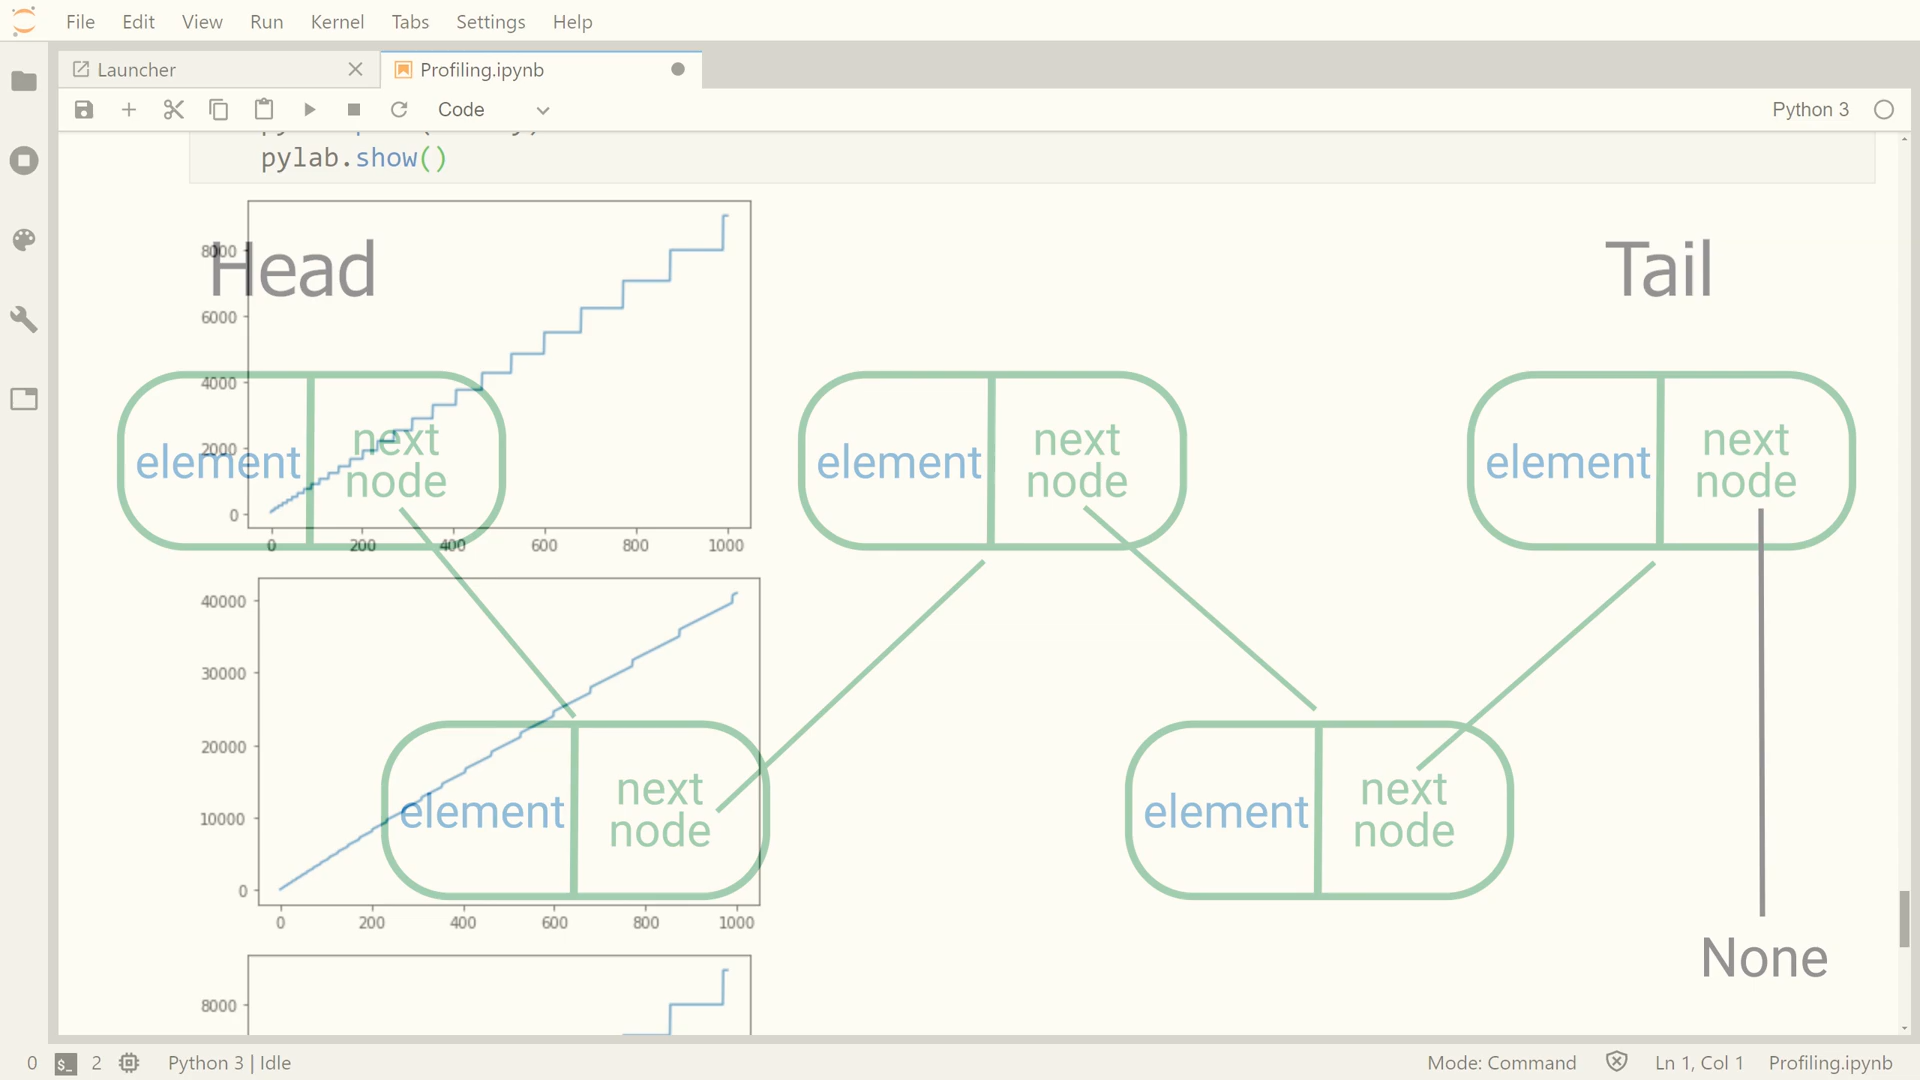 File Edit View Run Kernel Tabs Settings Help
Launcher
Profiling.ipynb
Code
Python 3
pylab.show()
Head
Tail
8000
6000
4000
2000
0
0 200 400 600 800 1000
element
next
node
element
next
node
element
next
node
40000
30000
20000
10000
0
0 200 400 600 800 1000
element
next
node
element
next
node
None
8000
0 $_ 2 Python 3 | Idle
Mode: Command Ln 1, Col 1 Profiling.ipynb